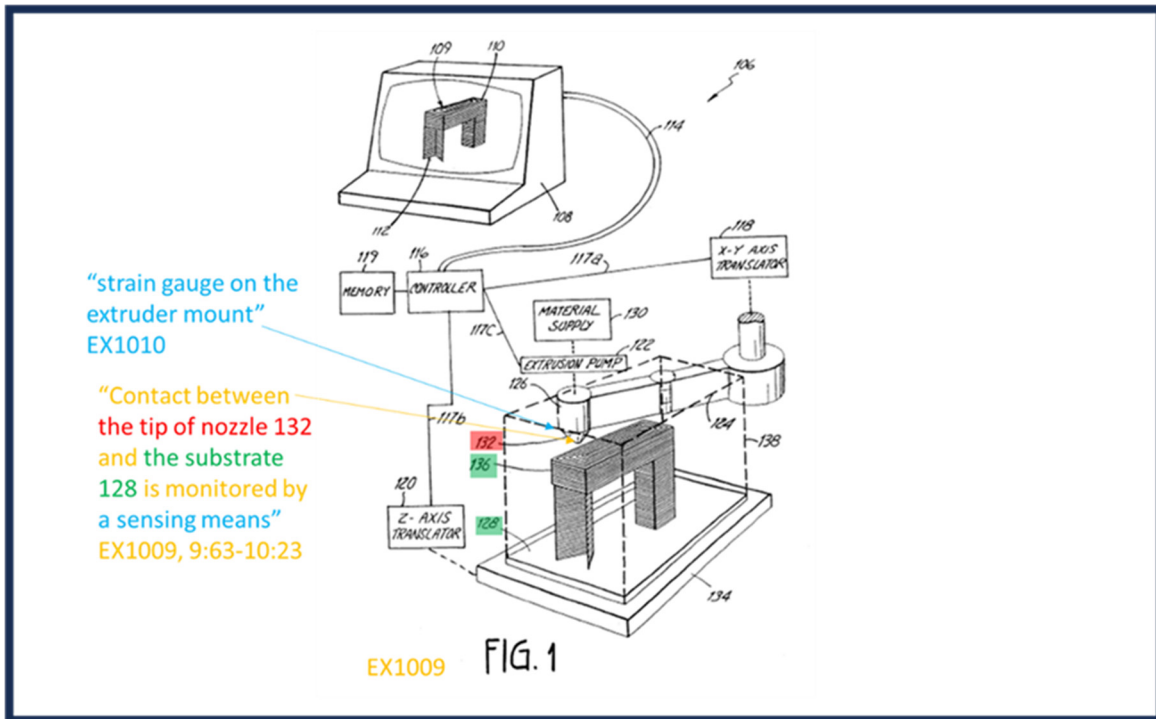 109
110
106
114
112
108
118
X-Y AXIS
TRANSLATOR
119
MEMORY
116
CONTROLLER
117a
“strain gauge on the
extruder mount”
EX1010
MATERIAL
SUPPLY
130
117c
122
EXTRUSION PUMP
126
“Contact between
the tip of nozzle 132
and the substrate
128 is monitored by
a sensing means”
EX1009, 9:63-10:23
117b
124
138
132
136
120
Z-AXIS
TRANSLATOR
128
134
EX1009
FIG. 1